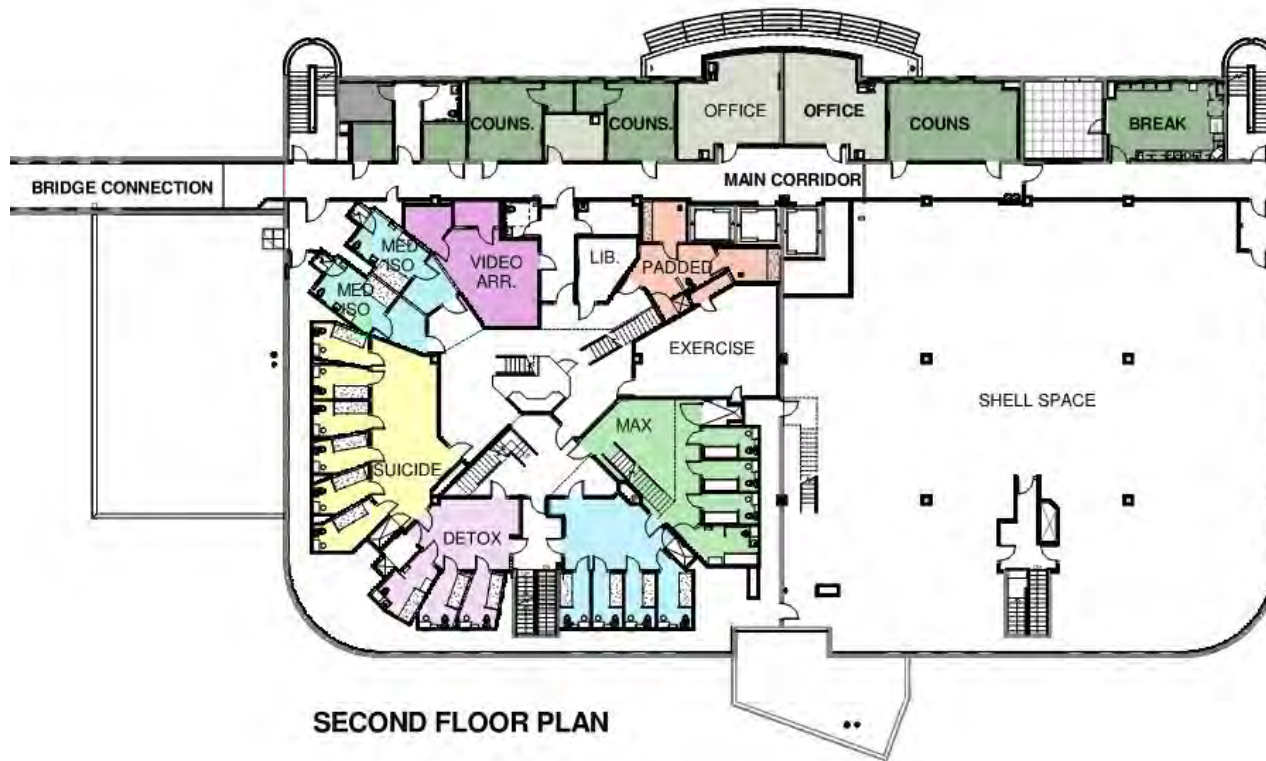 OFFICE
OFFICE
COUNS.
COUNS.
COUNS
BREAK
BRIDGE CONNECTION
MAIN CORRIDOR
MED
ISO
VIDEO
ARR.
LIB.
PADDED
MED
ISO
EXERCISE
SHELL SPACE
MAX
SUICIDE
DETOX
SECOND FLOOR PLAN